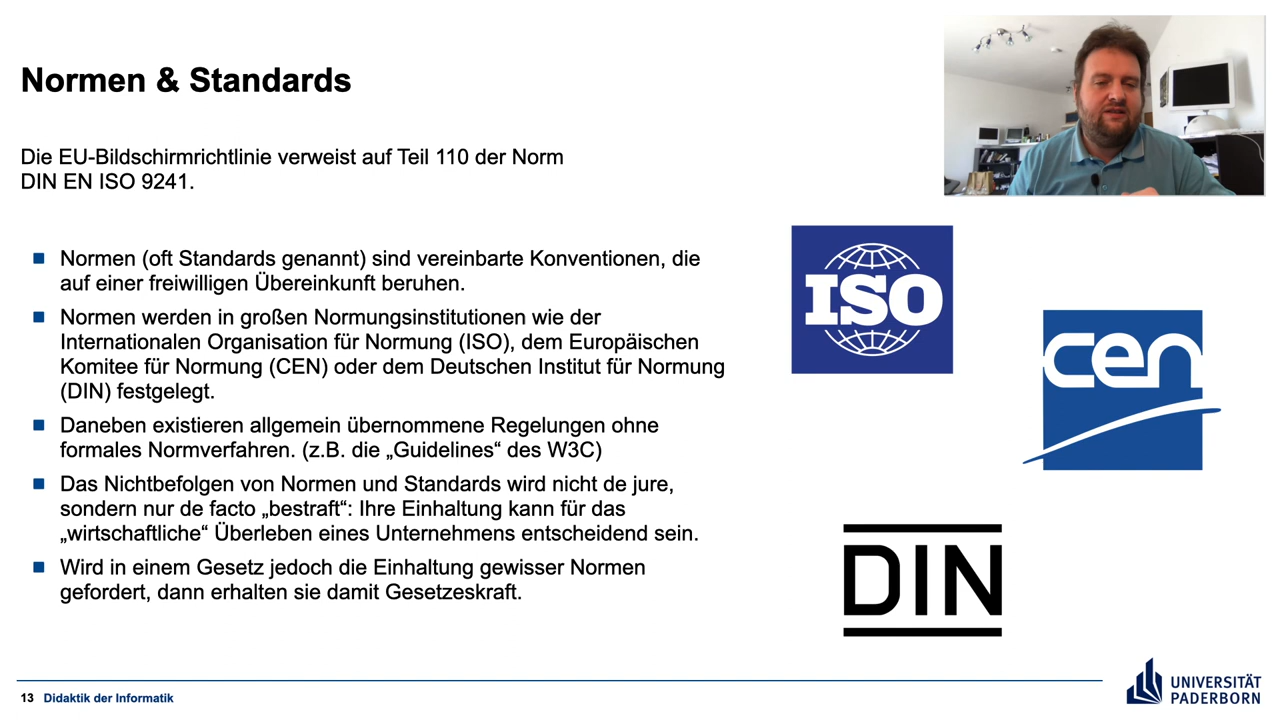 Normen & Standards
Die EU-Bildschirmrichtlinie verweist auf Teil 110 der Norm
DIN EN ISO 9241.
Normen (oft Standards genannt) sind vereinbarte Konventionen, die
auf einer freiwilligen Übereinkunft beruhen.
Normen werden in großen Normungsinstitutionen wie der
Internationalen Organisation für Normung (ISO), dem Europäischen
Komitee für Normung (CEN) oder dem Deutschen Institut für Normung
(DIN) festgelegt.
Daneben existieren allgemein übernommene Regelungen ohne
formales Normverfahren. (z.B. die „Guidelines“ des W3C)
Das Nichtbefolgen von Normen und Standards wird nicht de jure,
sondern nur de facto „bestraft“: Ihre Einhaltung kann für das
„wirtschaftliche“ Überleben eines Unternehmens entscheidend sein.
Wird in einem Gesetz jedoch die Einhaltung gewisser Normen
gefordert, dann erhalten sie damit Gesetzeskraft.
ISO
cen
DIN
13 Didaktik der Informatik
UNIVERSITÄT
PADERBORN